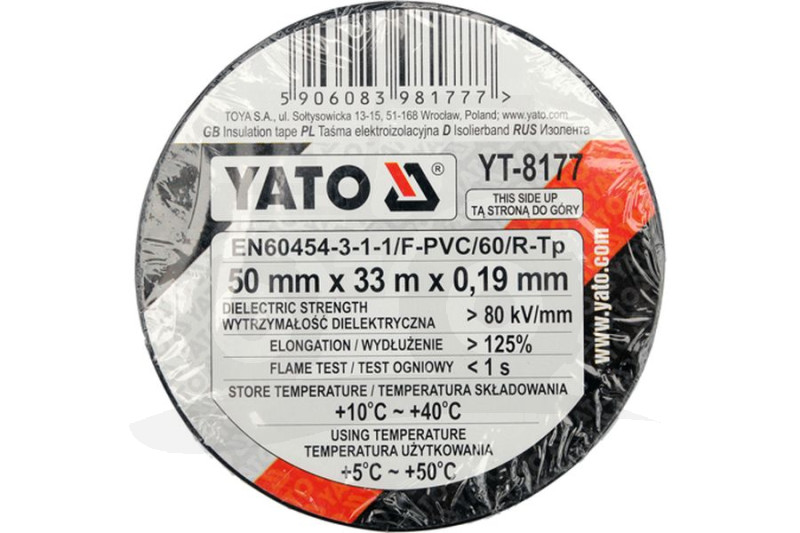 5 906083 981777 >
TOYA S.A., ul. Sołtysowicka 13-15, 51-168 Wrocław, Poland; www.yato.com
GB Insulation tape PL Taśma elektroizolacyjna D Isolierband RUS Изолента
YATO ® YT-8177
THIS SIDE UP
TĄ STRONĄ DO GÓRY
EN60454-3-1-1/F-PVC/60/R-Tp
50 mm x 33 m x 0,19 mm
DIELECTRIC STRENGTH
WYTRZYMAŁOŚĆ DIELEKTRYCZNA > 80 kV/mm
ELONGATION / WYDŁUŻENIE > 125%
FLAME TEST / TEST OGNIOWY < 1 s
STORE TEMPERATURE / TEMPERATURA SKŁADOWANIA
+10°C ~ +40°C
USING TEMPERATURE
TEMPERATURA UŻYTKOWANIA
+5°C ~ +50°C
www.yato.com